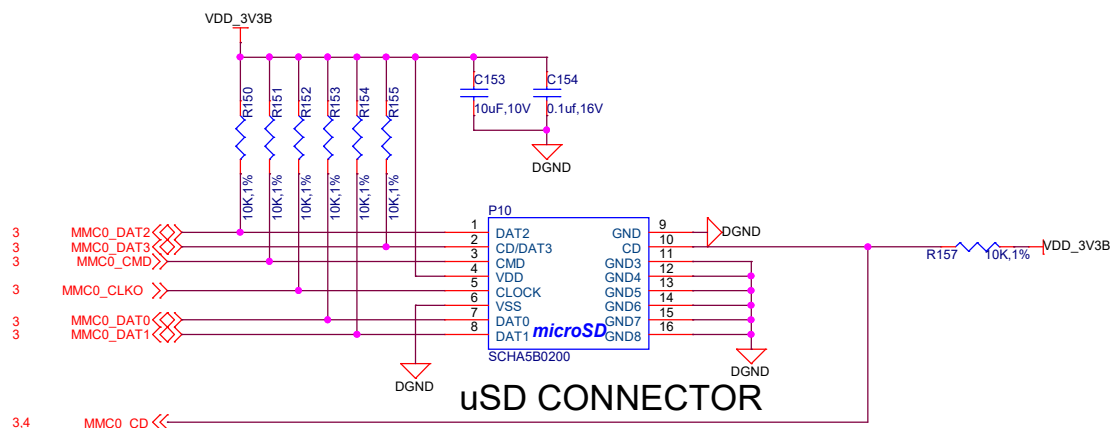 VDD_3V3B
R150
R151
R152
R153
R154
R155
10K,1%
10K,1%
10K,1%
10K,1%
10K,1%
10K,1%
C153
10uF,10V
C154
0.1uf,16V
DGND
P10
3 MMC0_DAT2 1 DAT2 GND 9 DGND
3 MMC0_DAT3 2 CD/DAT3 CD 10
3 MMC0_CMD 3 CMD GND3 11
4 VDD GND4 12
3 MMC0_CLKO 5 CLOCK GND5 13
6 VSS GND6 14
3 MMC0_DAT0 7 DAT0 GND7 15
3 MMC0_DAT1 8 DAT1 GND8 16
microSD
R157 10K,1% VDD_3V3B
SCHA5B0200
DGND
DGND
uSD CONNECTOR
3.4 MMC0_CD